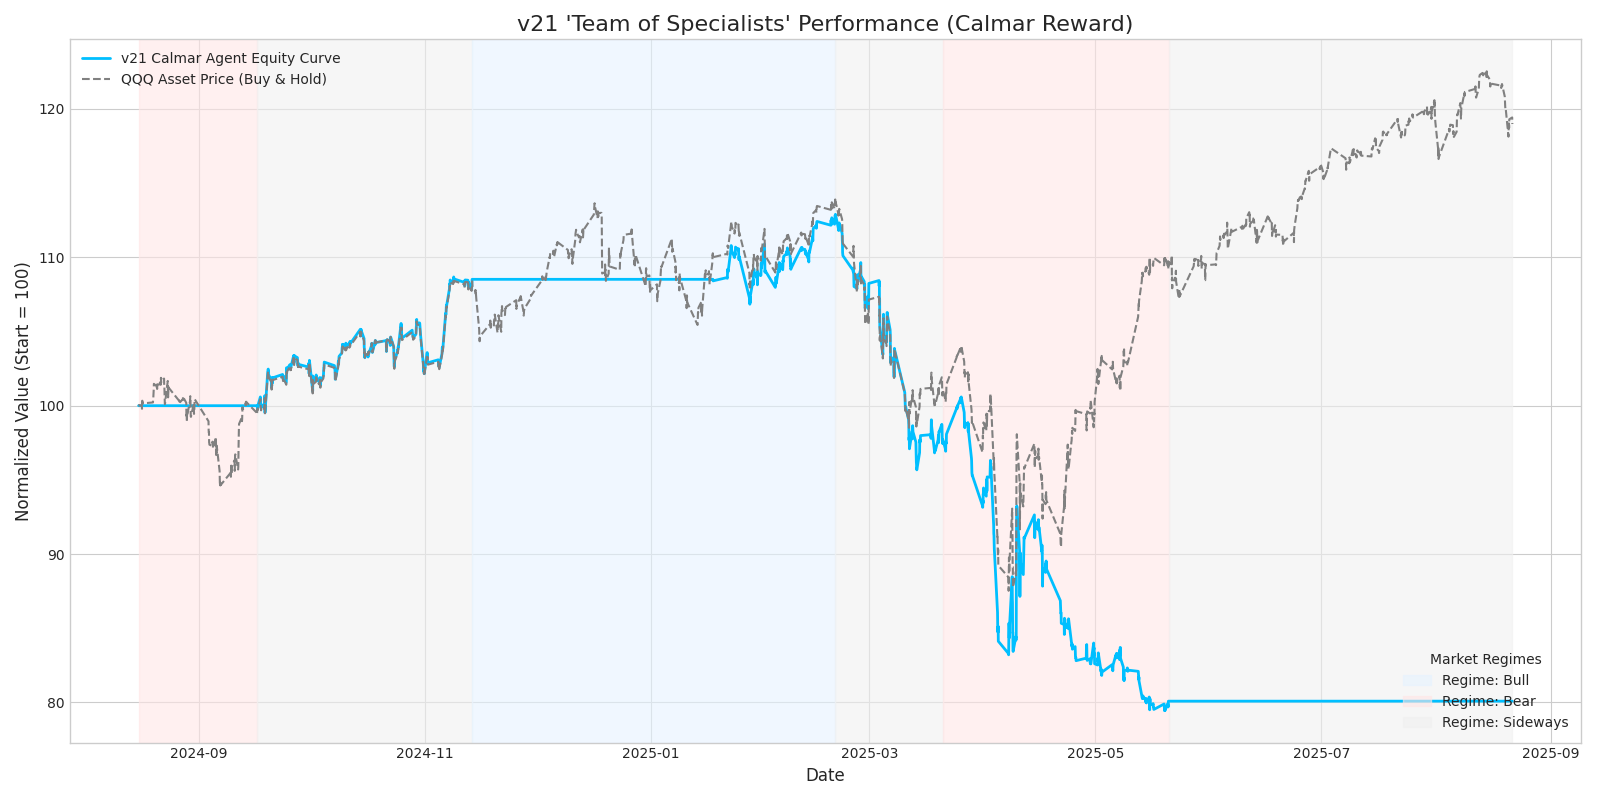 v21 'Team of Specialists' Performance (Calmar Reward)
v21 Calmar Agent Equity Curve
QQQ Asset Price (Buy & Hold)
Normalized Value (Start = 100)
120
110
100
90
80
Market Regimes
Regime: Bull
Regime: Bear
Regime: Sideways
2024-09
2024-11
2025-01
2025-03
2025-05
2025-07
2025-09
Date